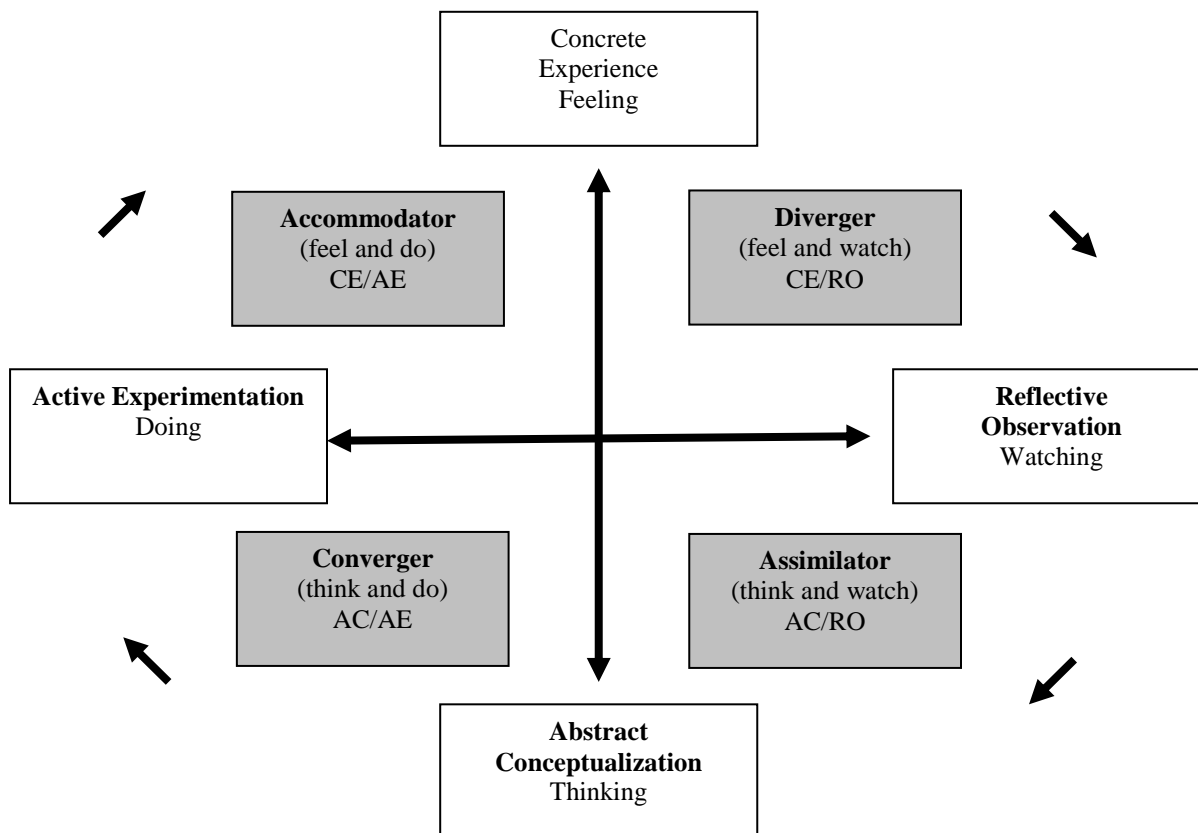 Concrete
Experience
Feeling
Accommodator
(feel and do)
CE/AE
Diverger
(feel and watch)
CE/RO
Active Experimentation
Doing
Reflective
Observation
Watching
Converger
(think and do)
AC/AE
Assimilator
(think and watch)
AC/RO
Abstract
Conceptualization
Thinking